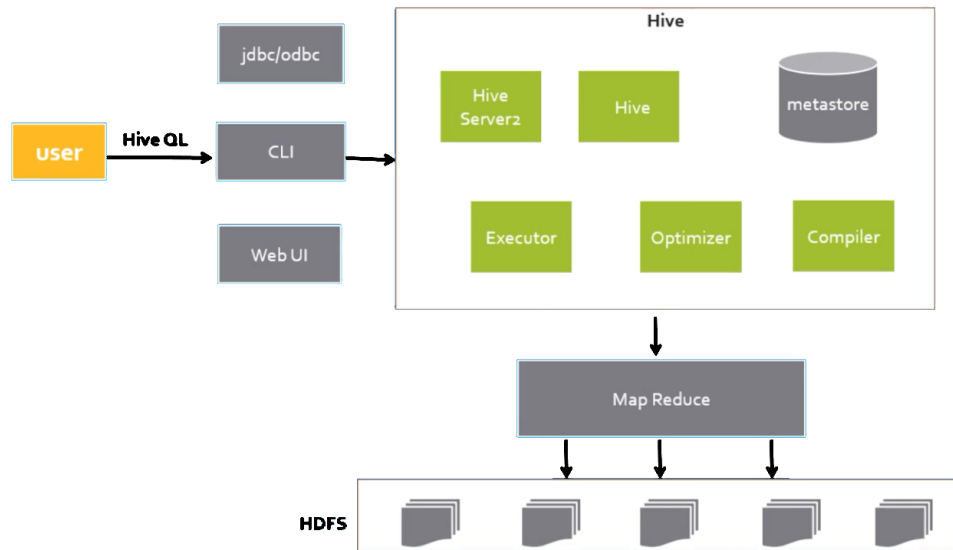 Hive
jdbc/odbc
Hive
Server2
Hive
metastore
user
Hive QL
CLI
Executor
Optimizer
Compiler
Web UI
Map Reduce
HDFS